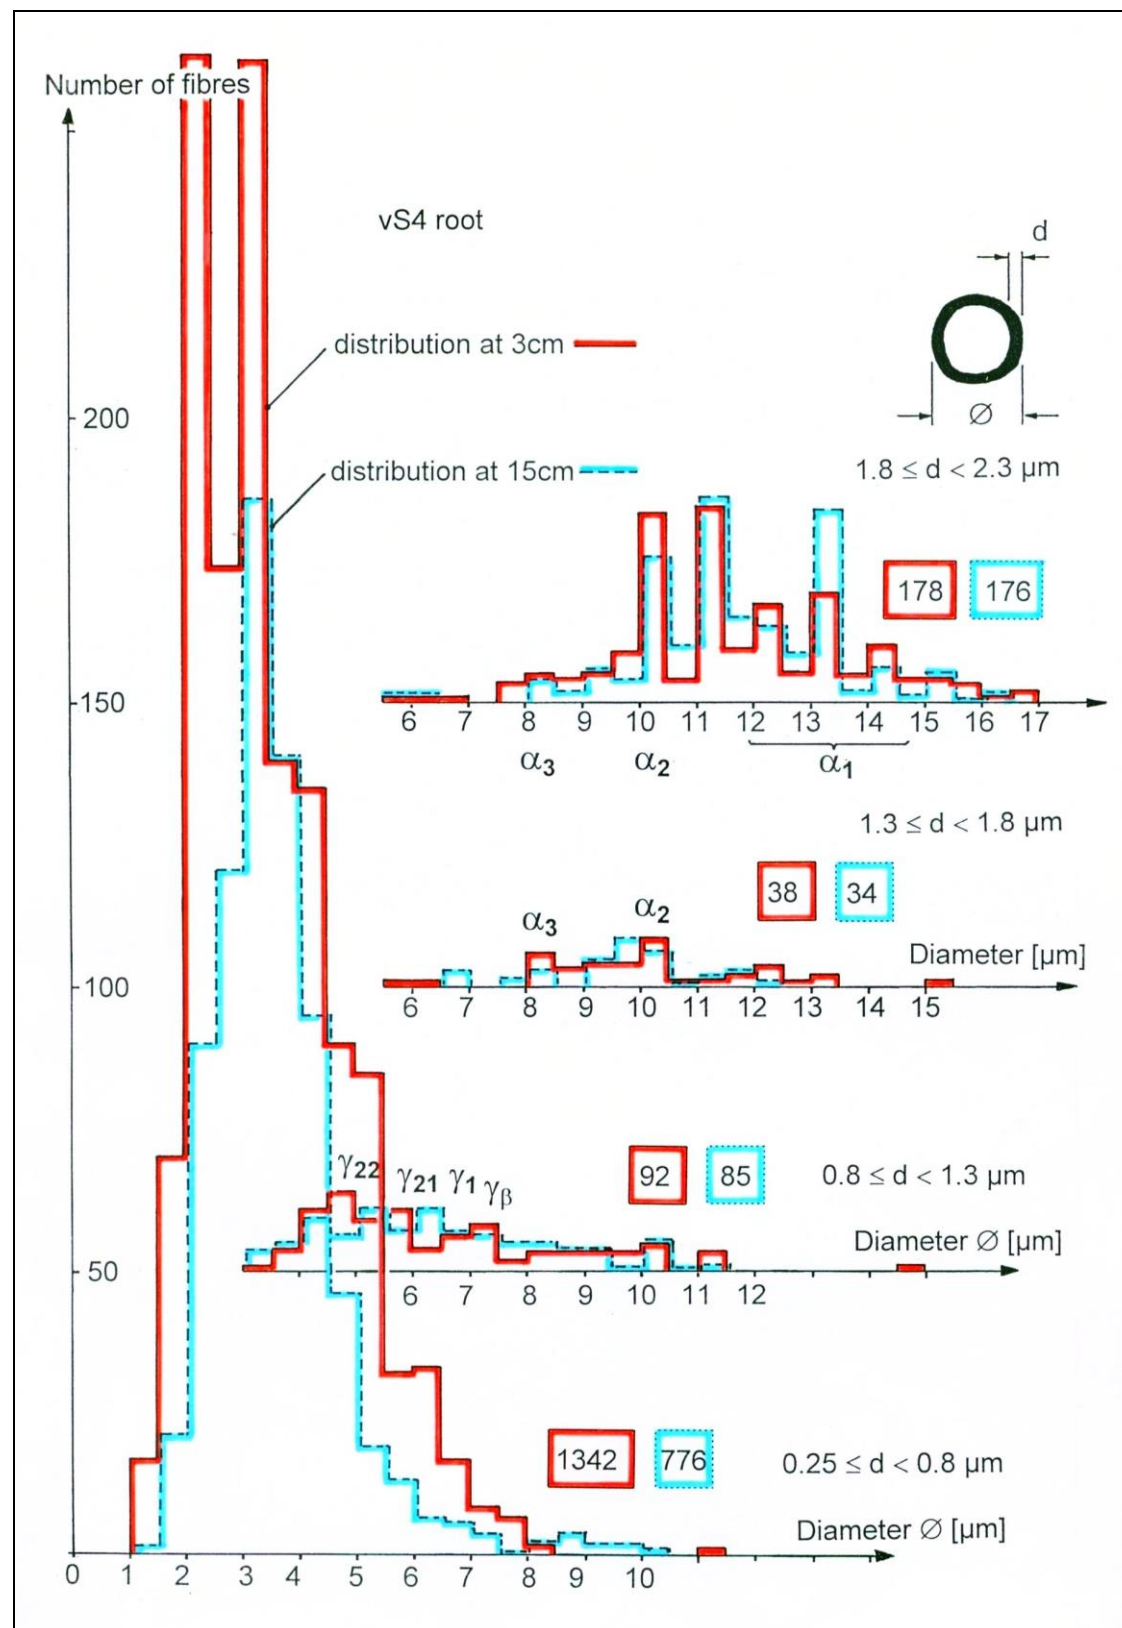 Number of fibres
vS4 root
d
distribution at 3cm
200
Ø
distribution at 15cm
1.8 ≤ d < 2.3 µm
178 176
150
6 7 8 9 10 11 12 13 14 15 16 17
α3 α2 α1
1.3 ≤ d < 1.8 µm
38 34
α3 α2
Diameter [µm]
100
6 7 8 9 10 11 12 13 14 15
92 85 0.8 ≤ d < 1.3 µm
γ22 γ21 γ1 γβ
Diameter Ø [µm]
50
6 7 8 9 10 11 12
1342 776 0.25 ≤ d < 0.8 µm
Diameter Ø [µm]
0 1 2 3 4 5 6 7 8 9 10